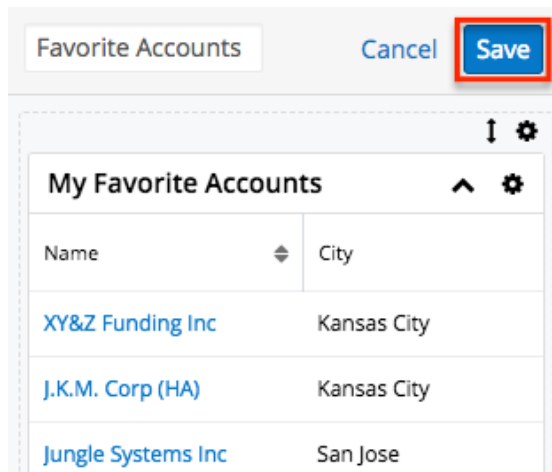 Favorite Accounts Cancel Save
My Favorite Accounts
Name City
XY&Z Funding Inc Kansas City
J.K.M. Corp (HA) Kansas City
Jungle Systems Inc San Jose